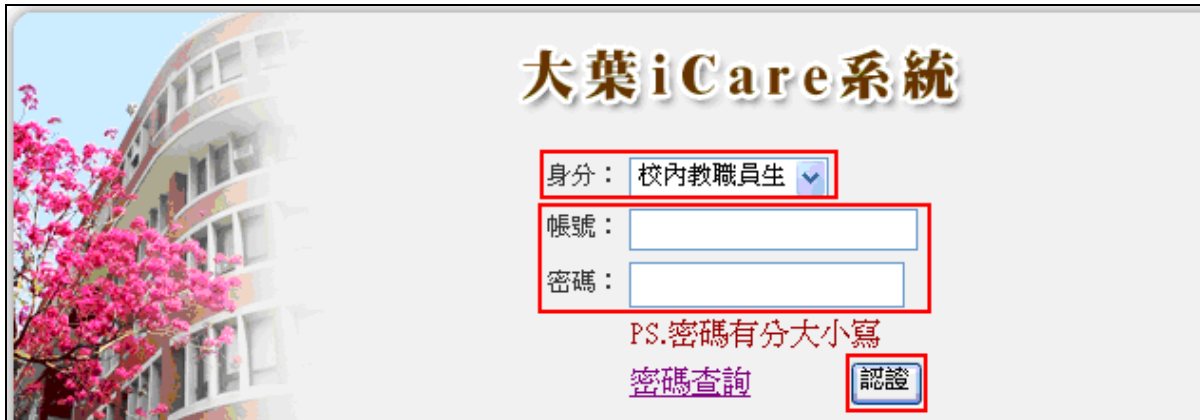 大葉iCare系統
身分： 校內教職員生
帳號：
密碼：
PS.密碼有分大小寫
密碼查詢 認證